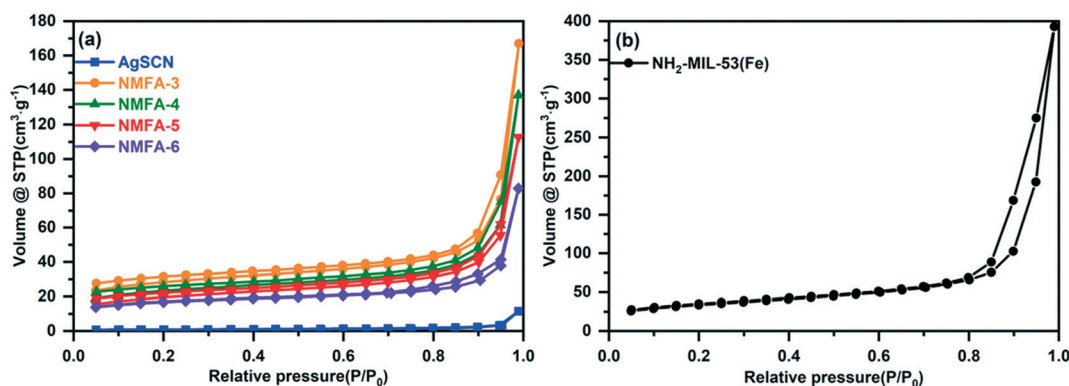 (a)
AgSCN
NMFA-3
NMFA-4
NMFA-5
NMFA-6
Volume @ STP(cm³·g⁻¹)
180
160
140
120
100
80
60
40
20
0
0.0 0.2 0.4 0.6 0.8 1.0
Relative pressure(P/P₀)
(b)
NH₂-MIL-53(Fe)
Volume @ STP(cm³·g⁻¹)
400
350
300
250
200
150
100
50
0
0.0 0.2 0.4 0.6 0.8 1.0
Relative pressure(P/P₀)